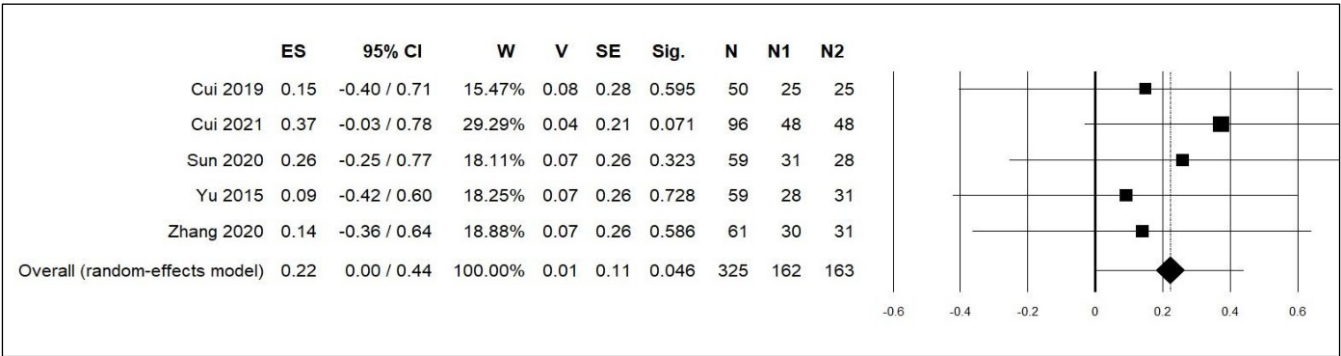 ES 95% CI W V SE Sig. N N1 N2
Cui 2019 0.15 -0.40 / 0.71 15.47% 0.08 0.28 0.595 50 25 25
Cui 2021 0.37 -0.03 / 0.78 29.29% 0.04 0.21 0.071 96 48 48
Sun 2020 0.26 -0.25 / 0.77 18.11% 0.07 0.26 0.323 59 31 28
Yu 2015 0.09 -0.42 / 0.60 18.25% 0.07 0.26 0.728 59 28 31
Zhang 2020 0.14 -0.36 / 0.64 18.88% 0.07 0.26 0.586 61 30 31
Overall (random-effects model) 0.22 0.00 / 0.44 100.00% 0.01 0.11 0.046 325 162 163
-0.6 -0.4 -0.2 0 0.2 0.4 0.6